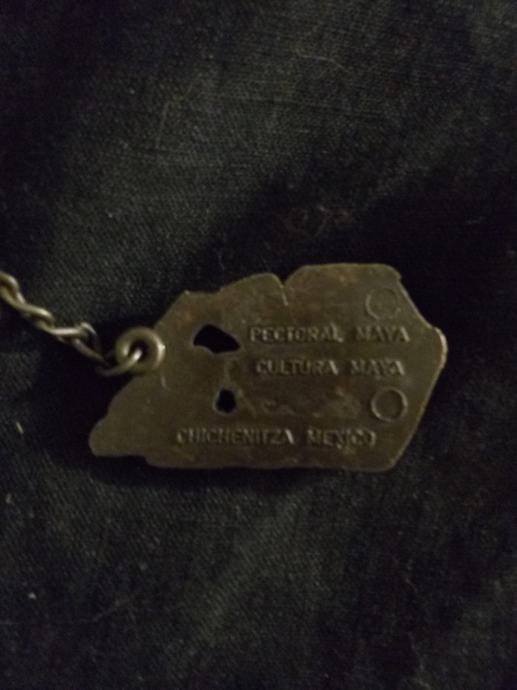 PECTORAL MAYA
CULTURA MAYA
CHICHENITZA MEXICO